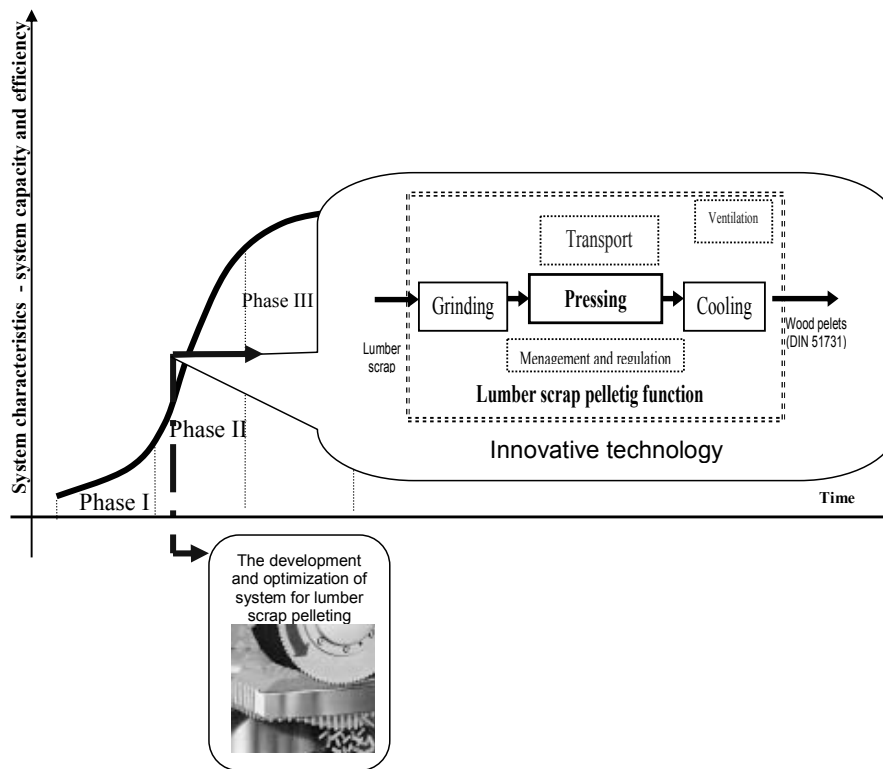 System characteristics - system capacity and efficiency
Ventilation
Transport
Phase III
Grinding
Pressing
Cooling
Lumber
scrap
Wood pelets
(DIN 51731)
Menagement and regulation
Lumber scrap pelletig function
Phase II
Innovative technology
Phase I
Time
The development
and optimization of
system for lumber
scrap pelleting